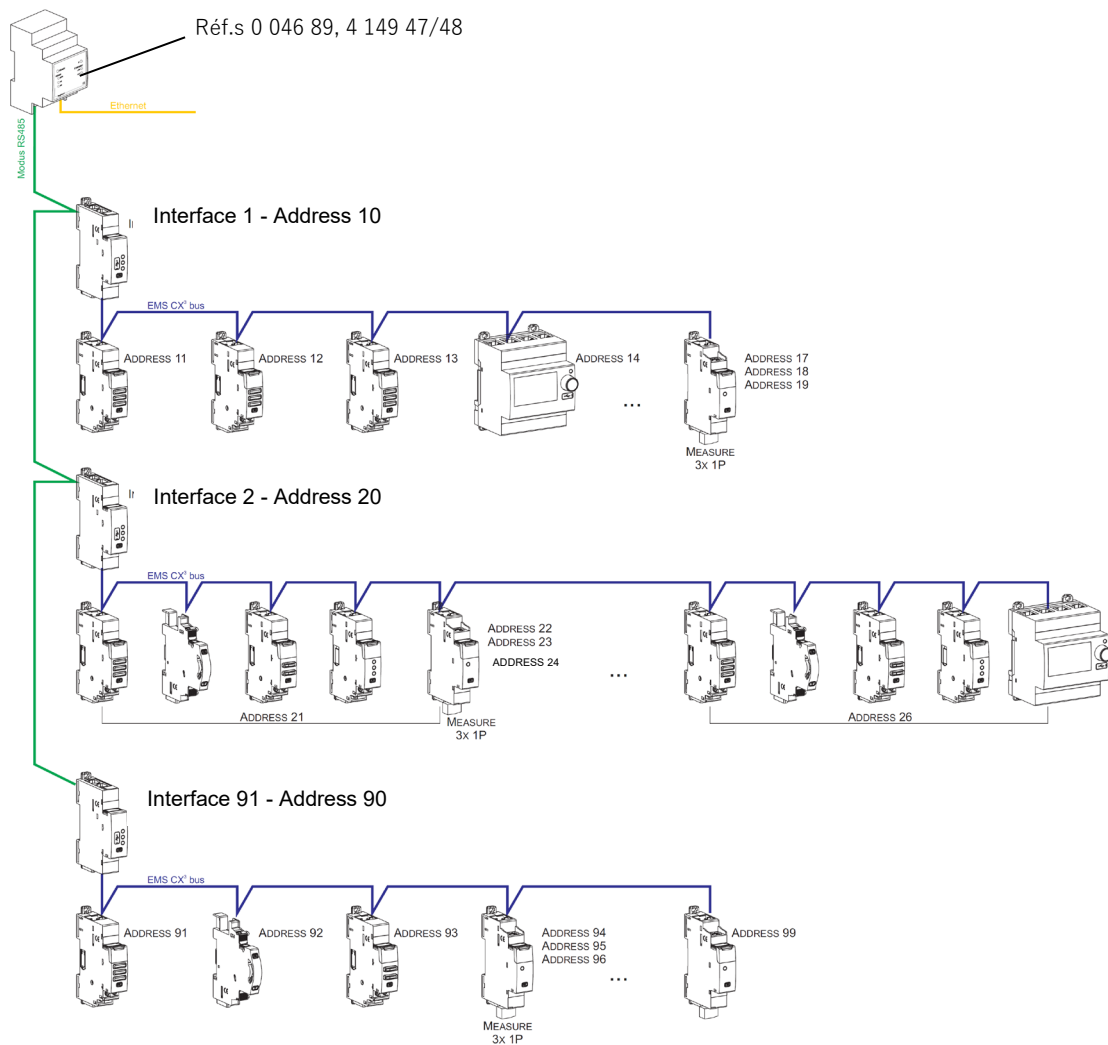 Réf.s 0 046 89, 4 149 47/48
Ethernet
Modus RS485
Interface 1 - Address 10
EMS CX³ bus
ADDRESS 11
ADDRESS 12
ADDRESS 13
ADDRESS 14
...
ADDRESS 17
ADDRESS 18
ADDRESS 19
MEASURE
3X 1P
Interface 2 - Address 20
EMS CX³ bus
ADDRESS 22
ADDRESS 23
ADDRESS 24
...
ADDRESS 21
MEASURE
3X 1P
ADDRESS 26
Interface 91 - Address 90
EMS CX³ bus
ADDRESS 91
ADDRESS 92
ADDRESS 93
ADDRESS 94
ADDRESS 95
ADDRESS 96
...
ADDRESS 99
MEASURE
3X 1P